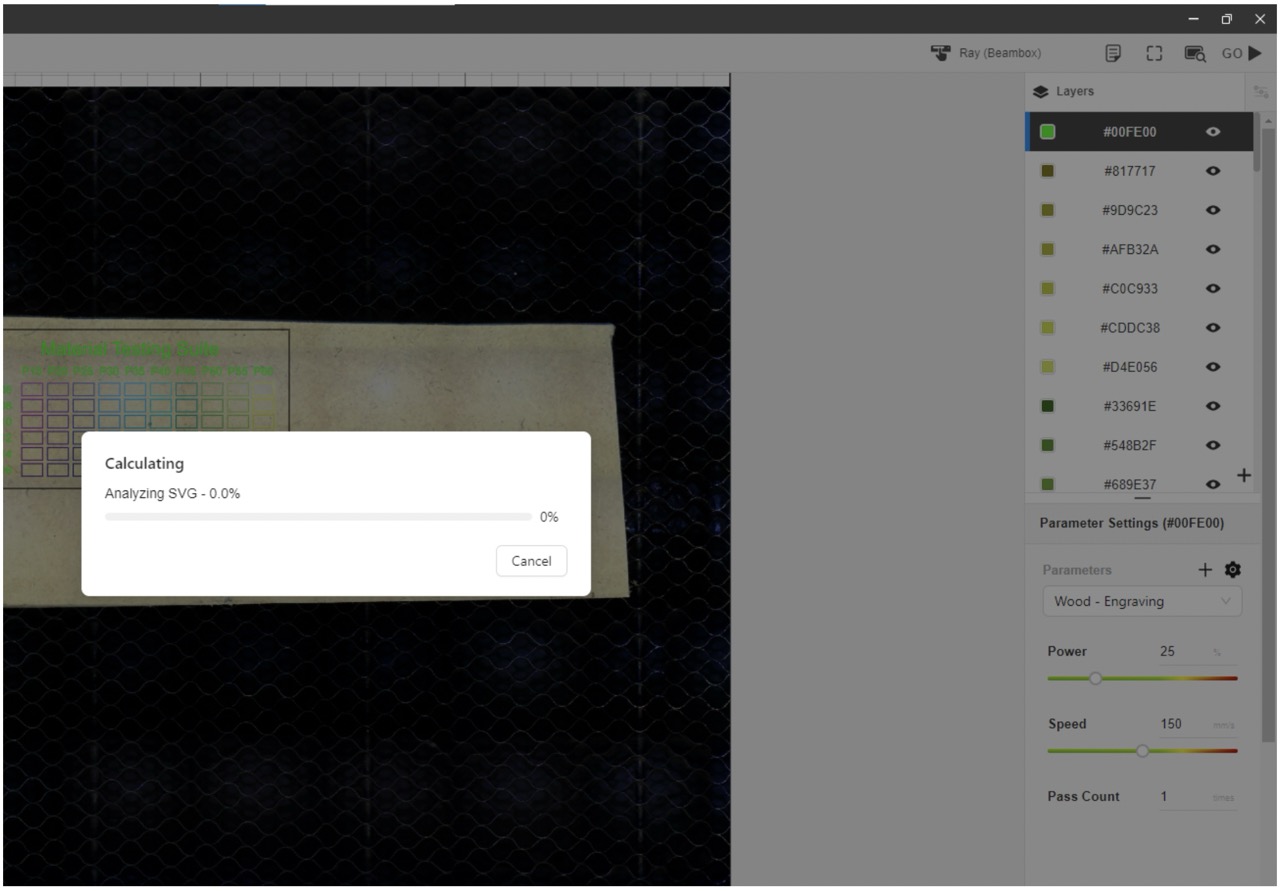 Ray (Beambox)
GO
Layers
#00FE00
#817717
#9D9C23
#AFB32A
#C0C933
#CDDC38
#D4E056
#33691E
#548B2F
#689E37
Material Testing Suite
Calculating
Analyzing SVG - 0.0%
0%
Cancel
Parameter Settings (#00FE00)
Parameters
Wood - Engraving
Power 25 %
Speed 150 mm/s
Pass Count 1 times